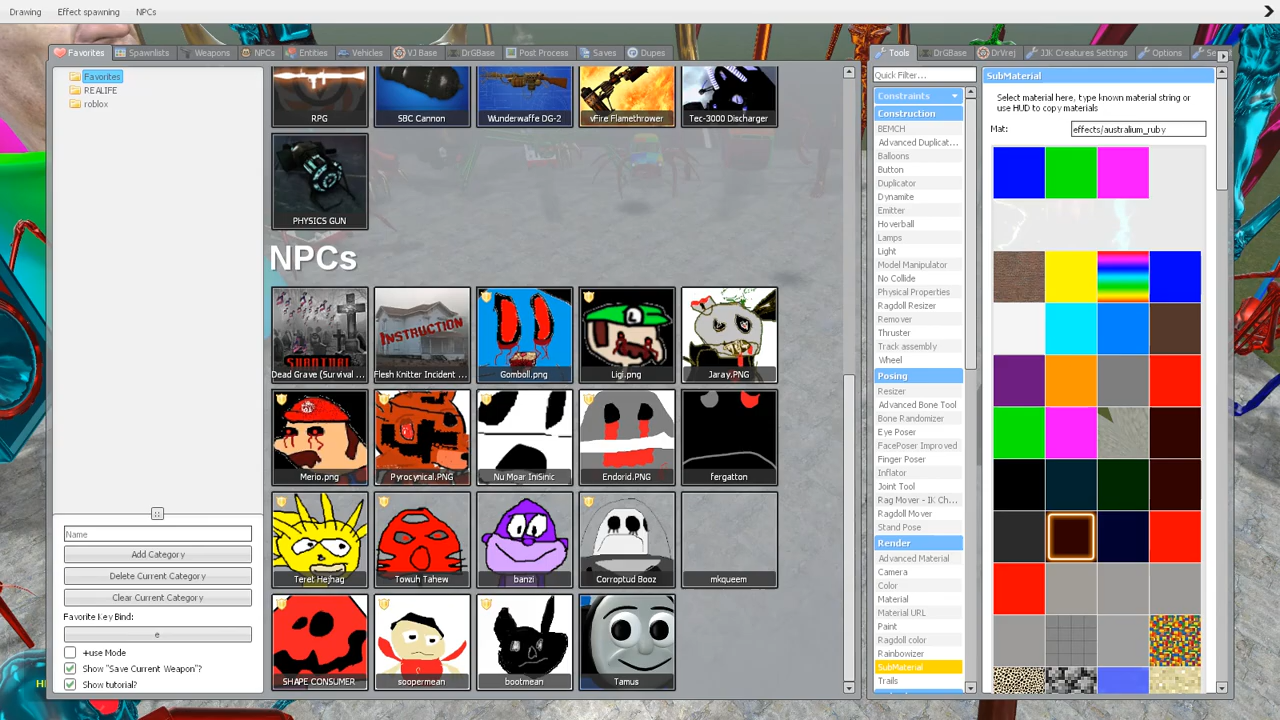 Drawing Effect spawning NPCs
Favorites Spawnlists Weapons NPCs Entities Vehicles VJ Base DrGBase Post Process Saves Dupes
Favorites
REALIFE
roblox
RPG
SBC Cannon
Wunderwaffe DG-2
vFire Flamethrower
Tec-3000 Discharger
PHYSICS GUN
NPCs
Dead Grave (Survival ...
INSTRUCTION
Flesh Knitter Incident ...
Gomboll.png
L
Ligi.png
Jaray.PNG
Merio.png
Pyrocynical.PNG
Nu Moar IniSinic
Endorid.PNG
fergatton
Teret Hejhag
Towuh Tahew
banzi
Corroptud Booz
mkqueem
SHAPE CONSUMER
soopermean
bootmean
Tamus
Name
Add Category
Delete Current Category
Clear Current Category
Favorite Key Bind:
e
+use Mode
Show "Save Current Weapon"?
Show tutorial?
Tools DrGBase DrVrej JJK Creatures Settings Options
Quick Filter...
Constraints
Construction
BEMCH
Advanced Duplicat...
Balloons
Button
Duplicator
Dynamite
Emitter
Hoverball
Lamps
Light
Model Manipulator
No Collide
Physical Properties
Ragdoll Resizer
Remover
Thruster
Track assembly
Wheel
Posing
Resizer
Advanced Bone Tool
Bone Randomizer
Eye Poser
FacePoser Improved
Finger Poser
Inflator
Joint Tool
Rag Mover - IK Ch...
Ragdoll Mover
Stand Pose
Render
Advanced Material
Camera
Color
Material
Material URL
Paint
Ragdoll color
Rainbowizer
SubMaterial
Trails
SubMaterial
Select material here, type known material string or
use HUD to copy materials
Mat: effects/australium_ruby